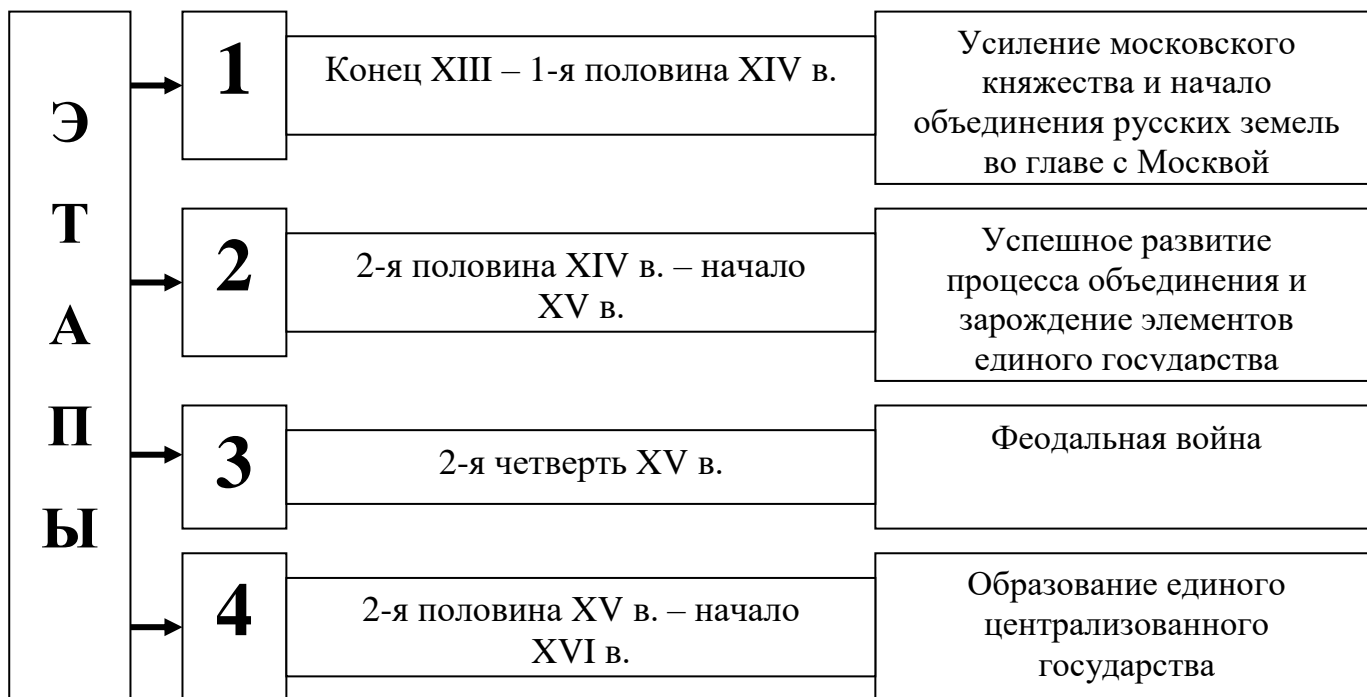 ЭТАПЫ
1
Конец XIII – 1-я половина XIV в.
Усиление московского
княжества и начало
объединения русских земель
во главе с Москвой
2
2-я половина XIV в. – начало
XV в.
Успешное развитие
процесса объединения и
зарождение элементов
единого государства
3
2-я четверть XV в.
Феодальная война
4
2-я половина XV в. – начало
XVI в.
Образование единого
централизованного
государства